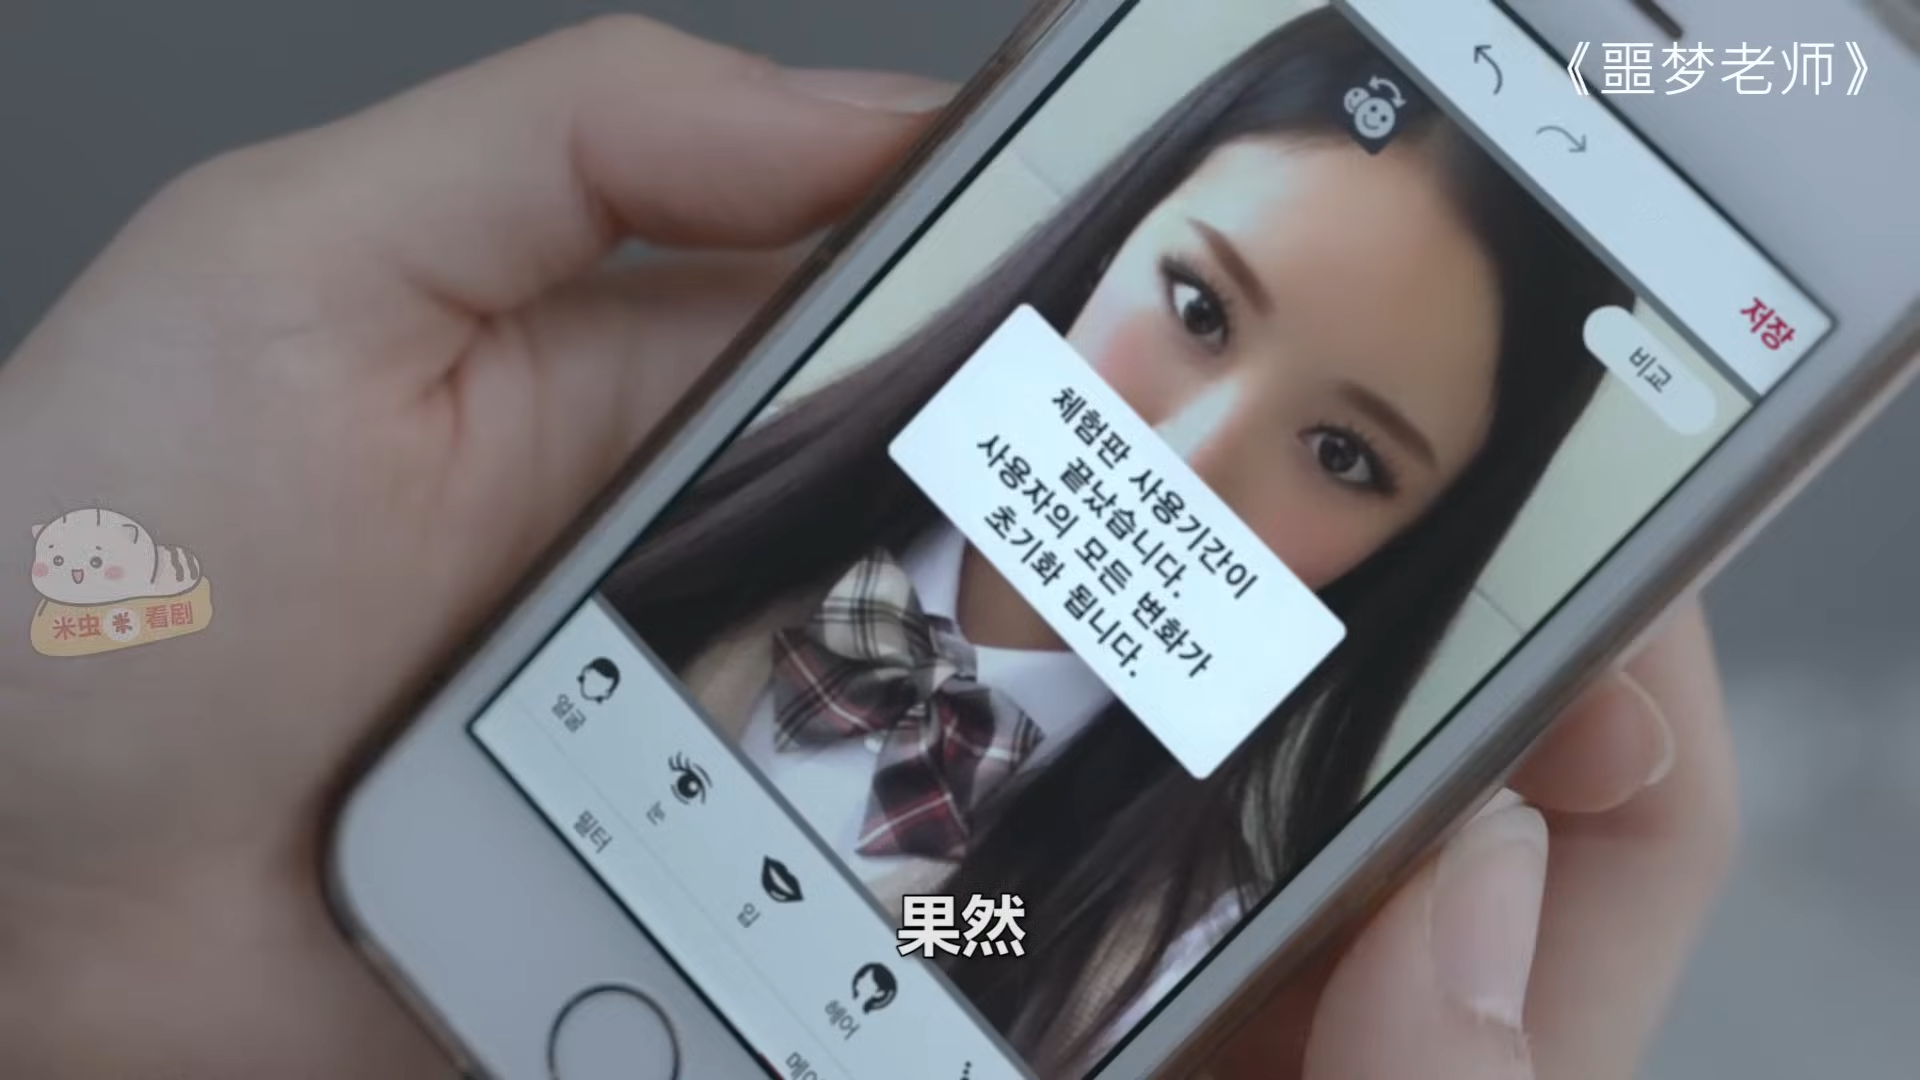 《噩梦老师》
저장
비교
체험판 사용기간이
끝났습니다.
사용자의 모든 변화가
초기화 됩니다.
米虫米看剧
얼굴
눈
입
헤어
필터
果然